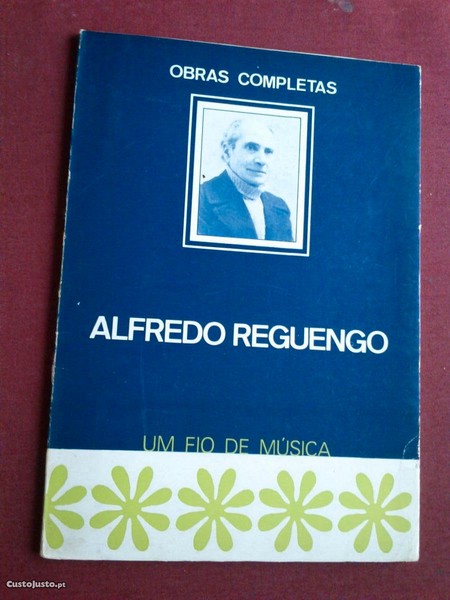 OBRAS COMPLETAS
ALFREDO REGUENGO
UM FIO DE MÚSICA
CustoJusto.pt